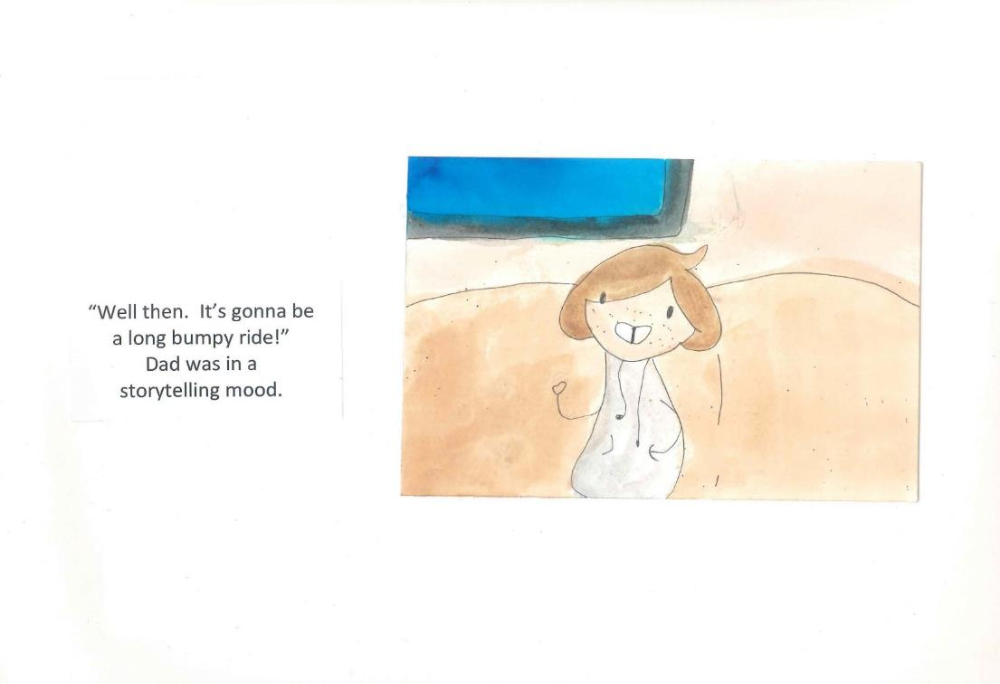 “Well then.  It’s gonna be
a long bumpy ride!”
Dad was in a
storytelling mood.